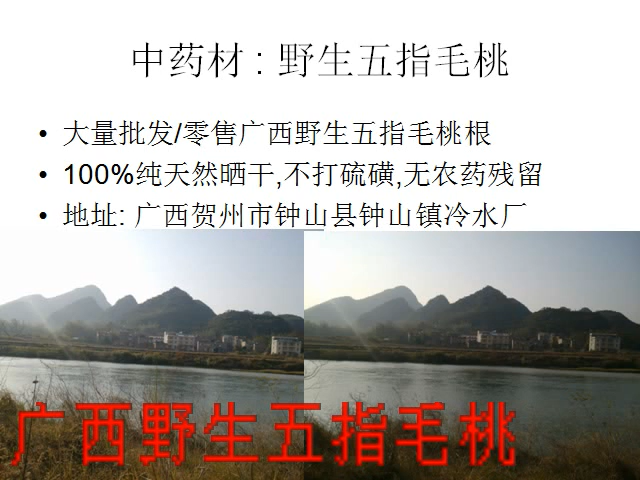 中药材 : 野生五指毛桃
• 大量批发/零售广西野生五指毛桃根
• 100%纯天然晒干,不打硫磺,无农药残留
• 地址: 广西贺州市钟山县钟山镇冷水厂
广西野生五指毛桃